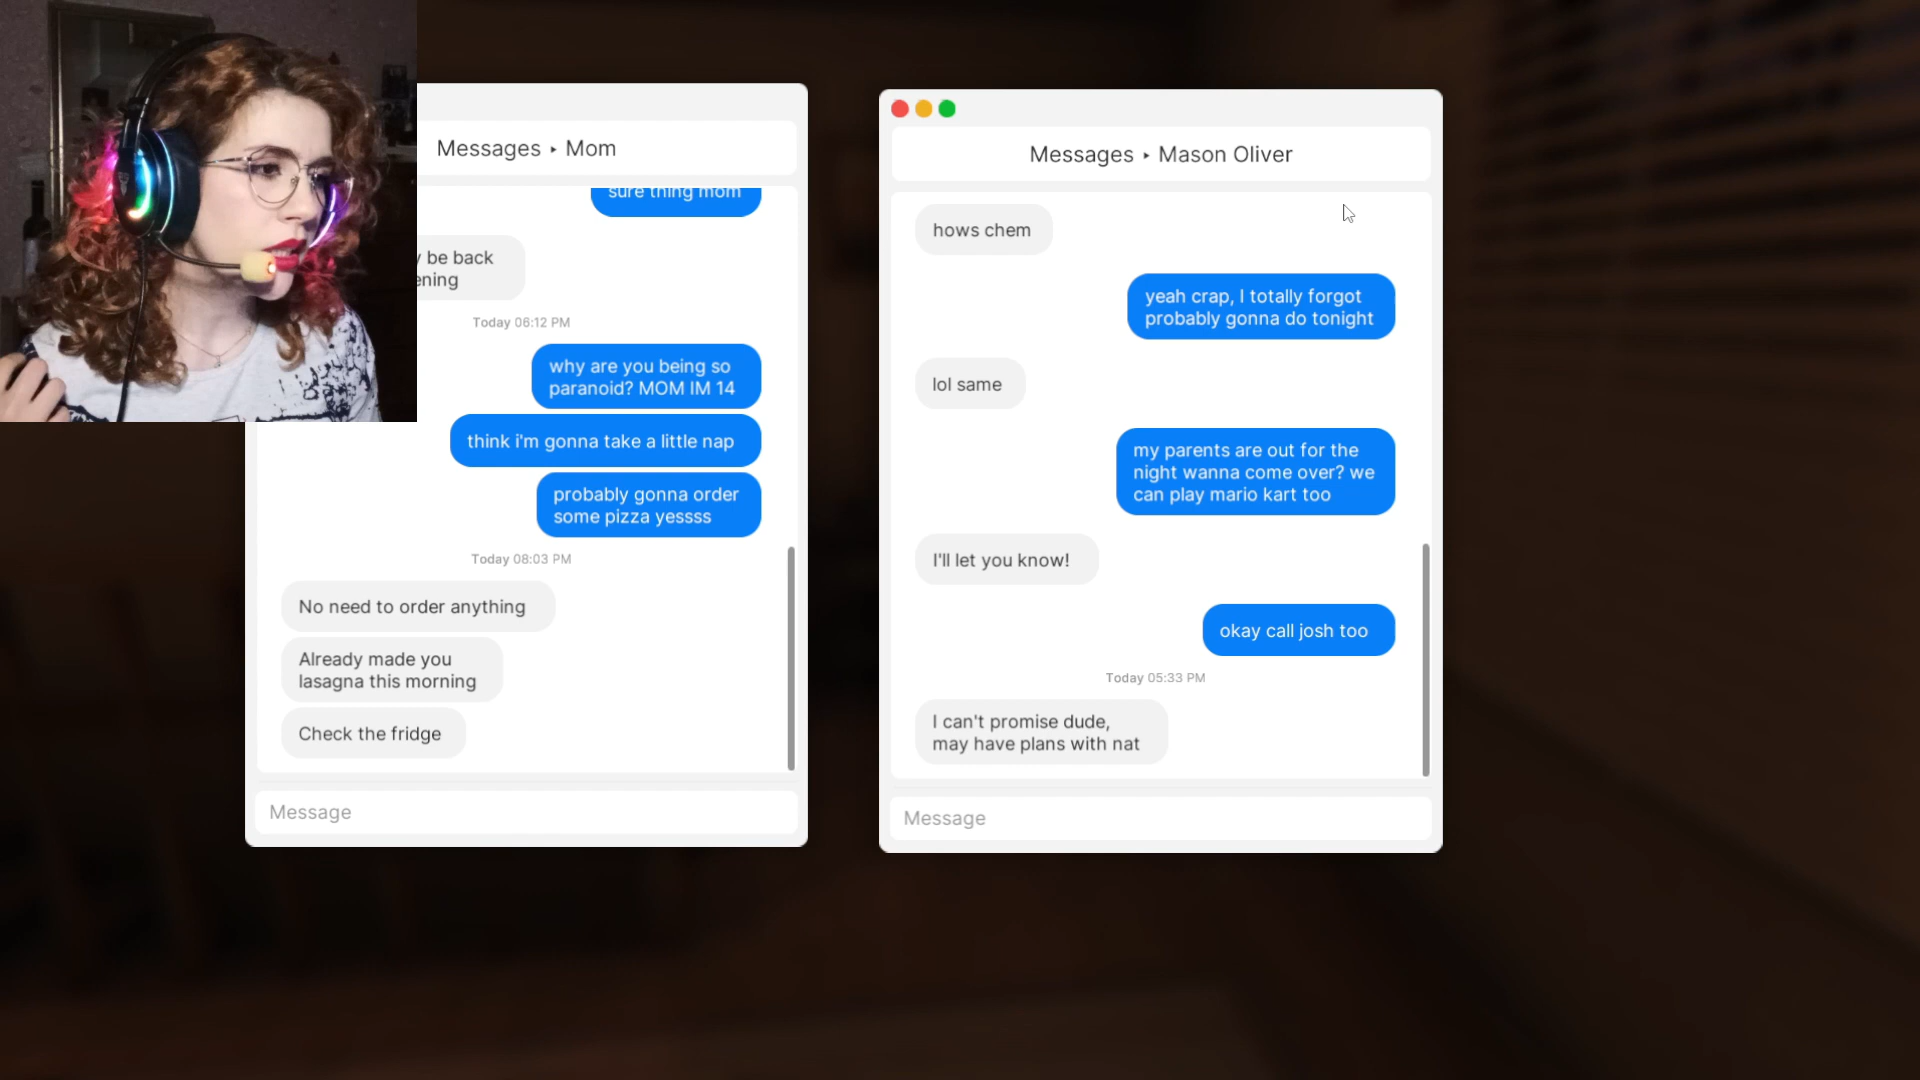 Messages ‣ Mom
sure thing mom
be back
Today 06:12 PM
why are you being so
paranoid? MOM IM 14
think i'm gonna take a little nap
probably gonna order
some pizza yessss
Today 08:03 PM
No need to order anything
Already made you
lasagna this morning
Check the fridge
Message
Messages ‣ Mason Oliver
hows chem
yeah crap, I totally forgot
probably gonna do tonight
lol same
my parents are out for the
night wanna come over? we
can play mario kart too
I'll let you know!
okay call josh too
Today 05:33 PM
I can't promise dude,
may have plans with nat
Message